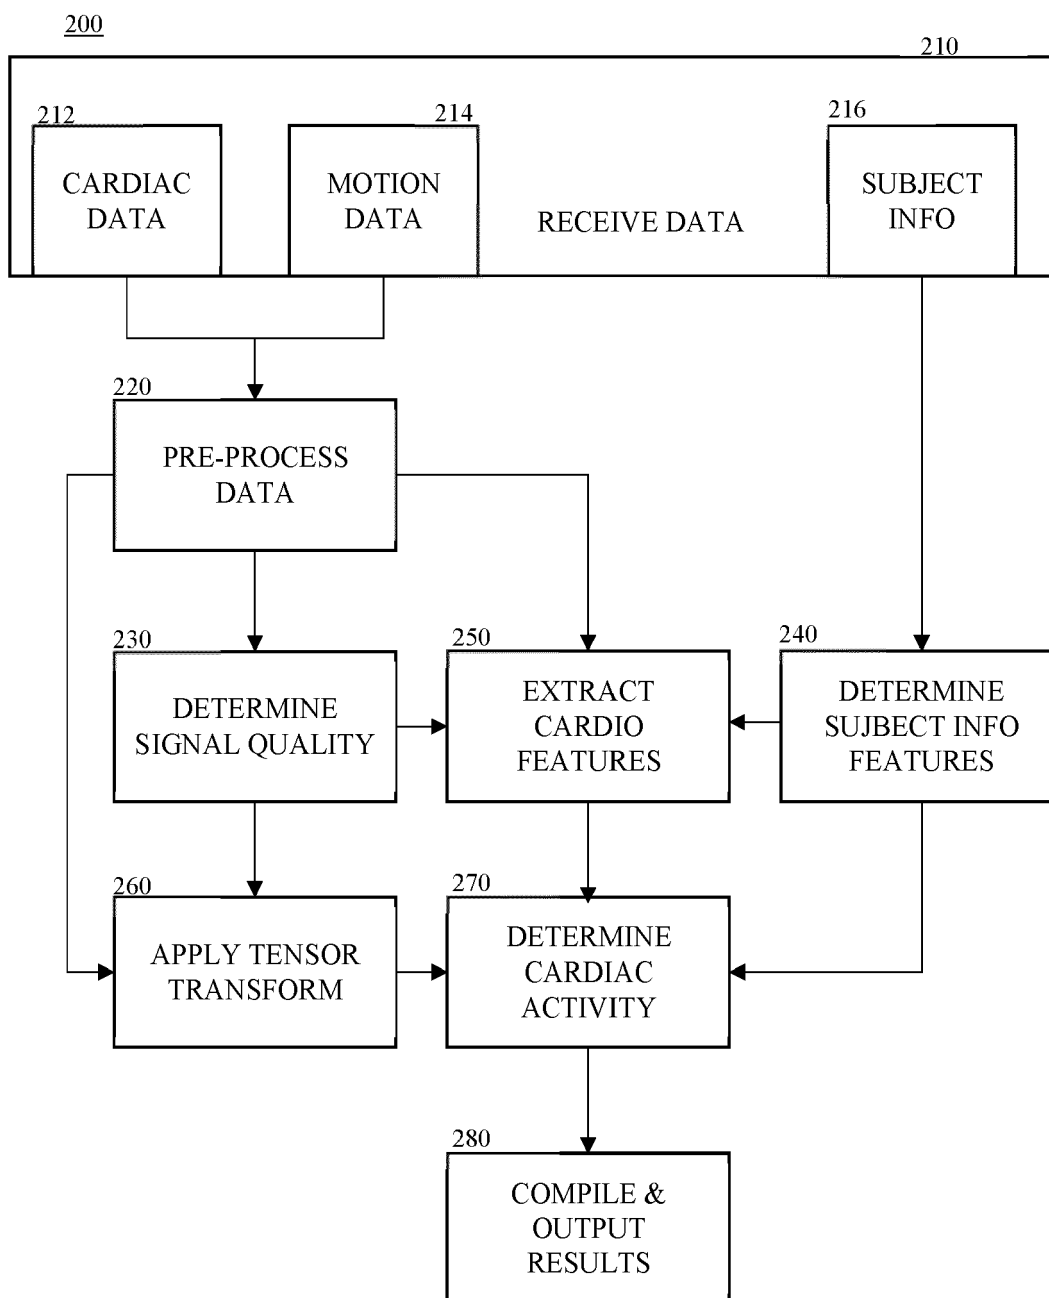 200
210
212
214
216
CARDIAC
DATA
MOTION
DATA
RECEIVE DATA
SUBJECT
INFO
220
PRE-PROCESS
DATA
230
DETERMINE
SIGNAL QUALITY
250
EXTRACT
CARDIO
FEATURES
240
DETERMINE
SUJBECT INFO
FEATURES
260
APPLY TENSOR
TRANSFORM
270
DETERMINE
CARDIAC
ACTIVITY
280
COMPILE &
OUTPUT
RESULTS